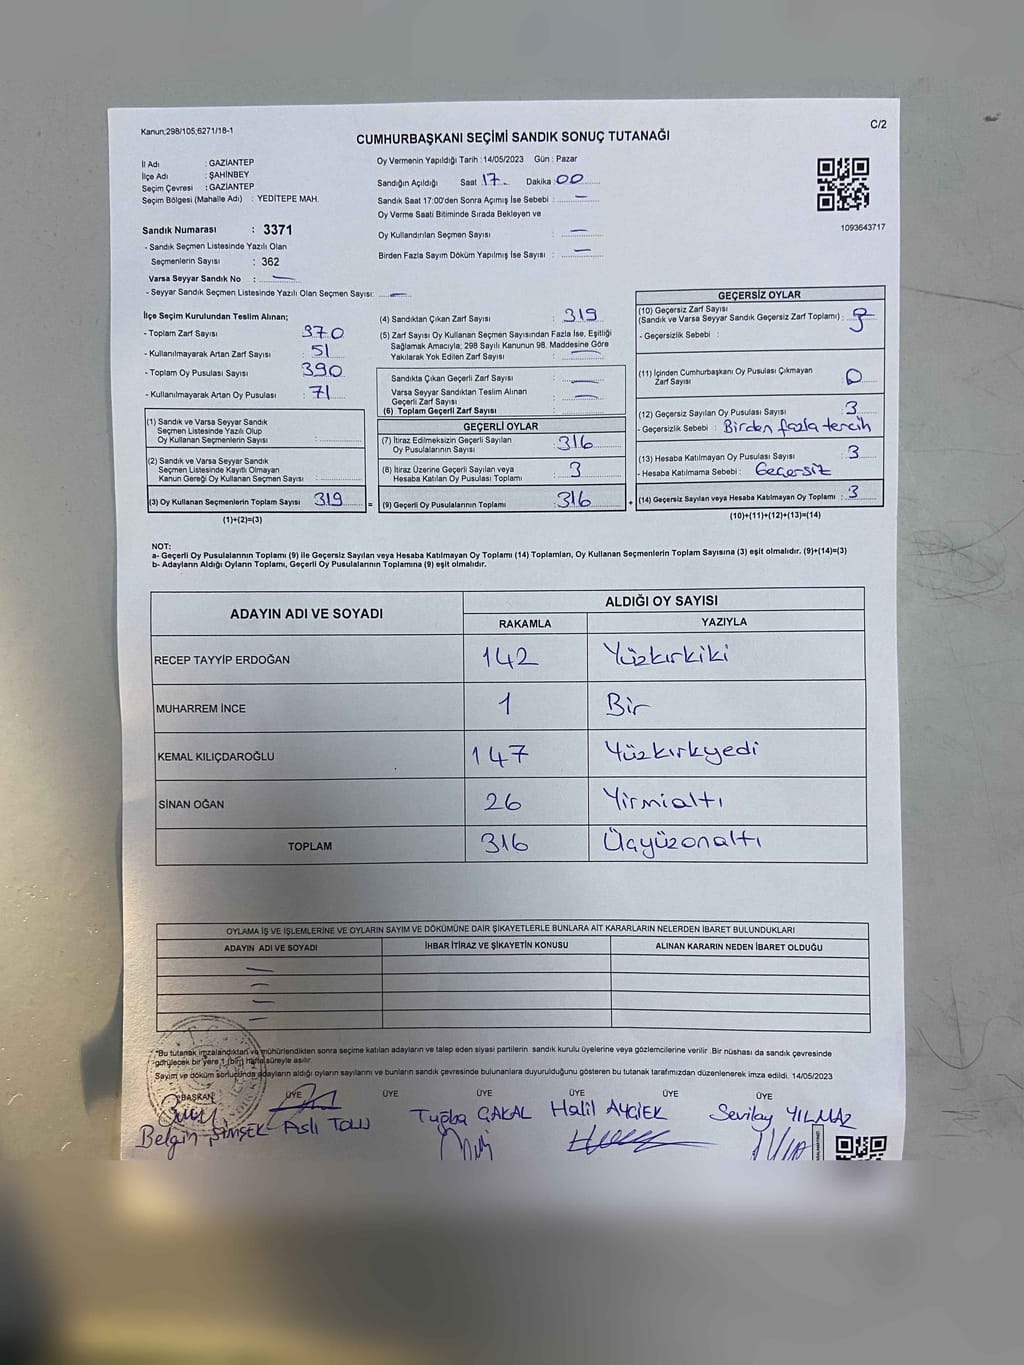 Kanun;298/105;6271/18-1
C/2
CUMHURBAŞKANI SEÇİMİ SANDIK SONUÇ TUTANAĞI
İl Adı : GAZIANTEP
İlçe Adı : ŞAHİNBEY
Seçim Çevresi : GAZIANTEP
Seçim Bölgesi (Mahalle Adı) : YEDİTEPE MAH.
Oy Vermenin Yapıldığı Tarih : 14/05/2023 Gün : Pazar
Sandığın Açıldığı Saat 17 Dakika 00
Sandık Saat 17:00'den Sonra Açımış İse Sebebi : —
Oy Verme Saati Bitiminde Sırada Bekleyen ve
Oy Kullandırılan Seçmen Sayısı : —
Birden Fazla Sayım Döküm Yapılmış İse Sayısı : —
1093643717
Sandık Numarası : 3371
- Sandık Seçmen Listesinde Yazılı Olan
Seçmenlerin Sayısı : 362
Varsa Seyyar Sandık No : —
- Seyyar Sandık Seçmen Listesinde Yazılı Olan Seçmen Sayısı: —
İlçe Seçim Kurulundan Teslim Alınan;
- Toplam Zarf Sayısı : 370
- Kullanılmayarak Artan Zarf Sayısı : 51
- Toplam Oy Pusulası Sayısı : 390
- Kullanılmayarak Artan Oy Pusulası : 71
(1) Sandık ve Varsa Seyyar Sandık
Seçmen Listesinde Yazılı Olup
Oy Kullanan Seçmenlerin Sayısı :
(2) Sandık ve Varsa Seyyar Sandık
Seçmen Listesinde Kayıtlı Olmayan
Kanun Gereği Oy Kullanan Seçmen Sayısı :
(3) Oy Kullanan Seçmenlerin Toplam Sayısı : 319 =
(1)+(2)=(3)
(4) Sandıktan Çıkan Zarf Sayısı : 319
(5) Zarf Sayısı Oy Kullanan Seçmen Sayısından Fazla İse, Eşitliği
Sağlamak Amacıyla; 298 Sayılı Kanunun 98. Maddesine Göre
Yakılarak Yok Edilen Zarf Sayısı : —
Sandıkta Çıkan Geçerli Zarf Sayısı : —
Varsa Seyyar Sandıktan Teslim Alınan
Geçerli Zarf Sayısı : —
(6) Toplam Geçerli Zarf Sayısı :
GEÇERLİ OYLAR
(7) İtiraz Edilmeksizin Geçerli Sayılan
Oy Pusulalarının Sayısı : 316
(8) İtiraz Üzerine Geçerli Sayılan veya
Hesaba Katılan Oy Pusulası Toplamı : 3
(9) Geçerli Oy Pusulalarının Toplamı : 316 +
GEÇERSİZ OYLAR
(10) Geçersiz Zarf Sayısı
(Sandık ve Varsa Seyyar Sandık Geçersiz Zarf Toplamı) :
- Geçersizlik Sebebi :
(11) İçinden Cumhurbaşkanı Oy Pusulası Çıkmayan
Zarf Sayısı : 0
(12) Geçersiz Sayılan Oy Pusulası Sayısı : 3
- Geçersizlik Sebebi : Birden fazla tercih
(13) Hesaba Katılmayan Oy Pusulası Sayısı : 3
- Hesaba Katılmama Sebebi : Geçersiz
(14) Geçersiz Sayılan veya Hesaba Katılmayan Oy Toplamı : 3
(10)+(11)+(12)+(13)=(14)
NOT:
a- Geçerli Oy Pusulalarının Toplamı (9) ile Geçersiz Sayılan veya Hesaba Katılmayan Oy Toplamı (14) Toplamları, Oy Kullanan Seçmenlerin Toplam Sayısına (3) eşit olmalıdır. (9)+(14)=(3)
b- Adayların Aldığı Oyların Toplamı, Geçerli Oy Pusulalarının Toplamına (9) eşit olmalıdır.
ADAYIN ADI VE SOYADI
ALDIĞI OY SAYISI
RAKAMLA YAZIYLA
RECEP TAYYİP ERDOĞAN 142 Yüzkırkiki
MUHARREM İNCE 1 Bir
KEMAL KILIÇDAROĞLU 147 Yüzkırkyedi
SİNAN OĞAN 26 Yirmialtı
TOPLAM 316 Üçyüzonaltı
OYLAMA İŞ VE İŞLEMLERİNE VE OYLARIN SAYIM VE DÖKÜMÜNE DAİR ŞİKAYETLERLE BUNLARA AİT KARARLARIN NELERDEN İBARET BULUNDUKLARI
ADAYIN ADI VE SOYADI İHBAR İTİRAZ VE ŞİKAYETİN KONUSU ALINAN KARARIN NEDEN İBARET OLDUĞU
—
—
—
—
*Bu tutanak imzalandıktan ve mühürlendikten sonra seçime katılan adayların ve talep eden siyasi partilerin sandık kurulu üyelerine veya gözlemcilerine verilir .Bir nüshası da sandık çevresinde
görülecek bir yere 1 (bir) hafta süreyle asılır.
Sayım ve döküm sonucunda adayların aldığı oyların sayılarını ve bunların sandık çevresinde bulunanlara duyurulduğunu gösteren bu tutanak tarafımızdan düzenlenerek imza edildi. 14/05/2023
BAŞKAN ÜYE ÜYE ÜYE ÜYE ÜYE ÜYE
Belgin ŞİMŞEK Aslı Tuğba ÇAKAL Halil AYÇİEK Sevilay YILMAZ